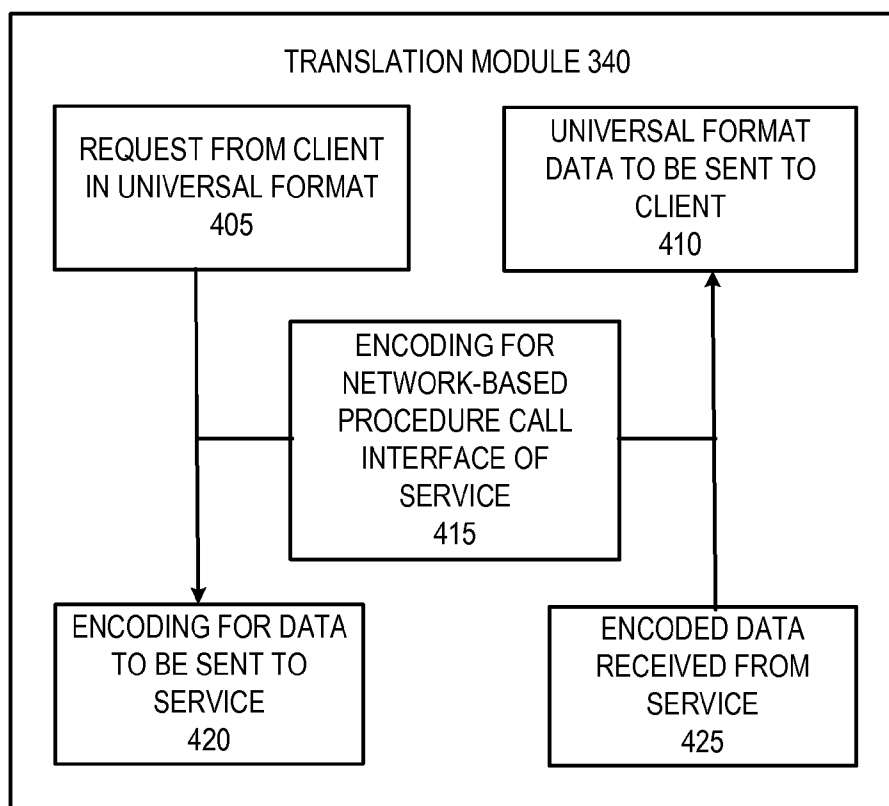 TRANSLATION MODULE 340
REQUEST FROM CLIENT
IN UNIVERSAL FORMAT
405
UNIVERSAL FORMAT
DATA TO BE SENT TO
CLIENT
410
ENCODING FOR
NETWORK-BASED
PROCEDURE CALL
INTERFACE OF
SERVICE
415
ENCODING FOR DATA
TO BE SENT TO
SERVICE
420
ENCODED DATA
RECEIVED FROM
SERVICE
425